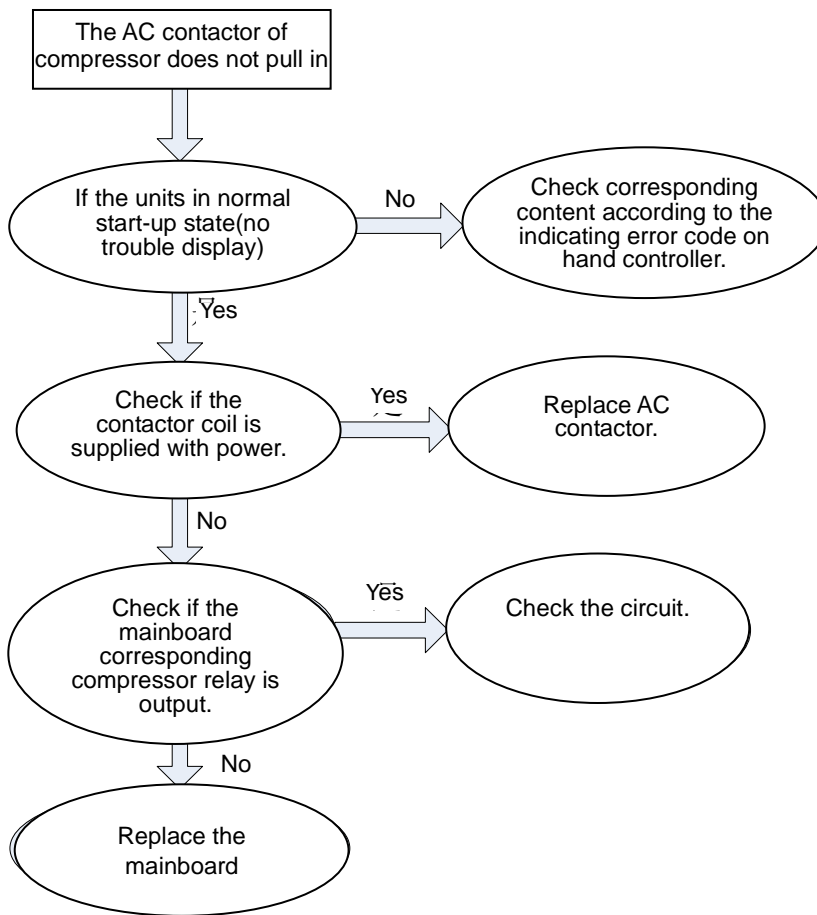 The AC contactor of
compressor does not pull in
If the units in normal
start-up state(no
trouble display)
No
Check corresponding
content according to the
indicating error code on
hand controller.
Yes
Check if the
contactor coil is
supplied with power.
Yes
Replace AC
contactor.
No
Check if the
mainboard
corresponding
compressor relay is
output.
Yes
Check the circuit.
No
Replace the
mainboard